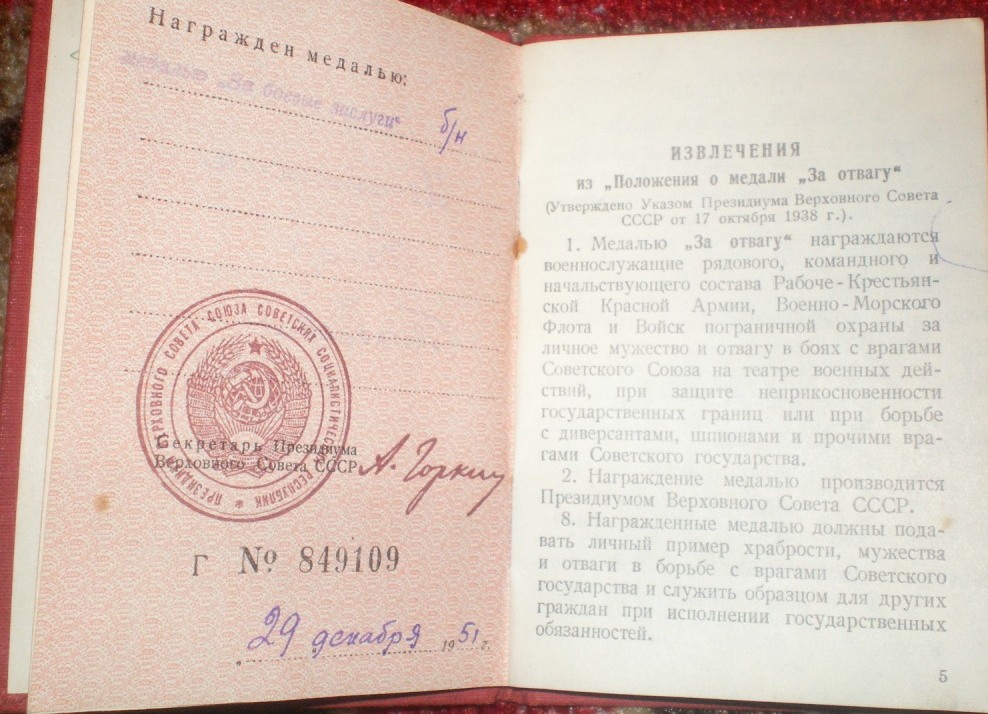 Награжден медалью:
медалью „За боевые заслуги“ б/н
ПРЕЗИДИУМ ВЕРХОВНОГО СОВЕТА СОЮЗА СОВЕТСКИХ СОЦИАЛИСТИЧЕСКИХ РЕСПУБЛИК *
Секретарь Президиума
Верховного Совета СССР А. Горкин
Г № 849109
29 декабря 1951 г.
ИЗВЛЕЧЕНИЯ
из „Положения о медали „За отвагу“
(Утверждено Указом Президиума Верховного Совета
СССР от 17 октября 1938 г.).
1. Медалью „За отвагу“ награждаются
военнослужащие рядового, командного и
начальствующего состава Рабоче-Крестьян-
ской Красной Армии, Военно-Морского
Флота и Войск пограничной охраны за
личное мужество и отвагу в боях с врагами
Советского Союза на театре военных дей-
ствий, при защите неприкосновенности
государственных границ или при борьбе
с диверсантами, шпионами и прочими вра-
гами Советского государства.
2. Награждение медалью производится
Президиумом Верховного Совета СССР.
8. Награжденные медалью должны пода-
вать личный пример храбрости, мужества
и отваги в борьбе с врагами Советского
государства и служить образцом для других
граждан при исполнении государственных
обязанностей.
5